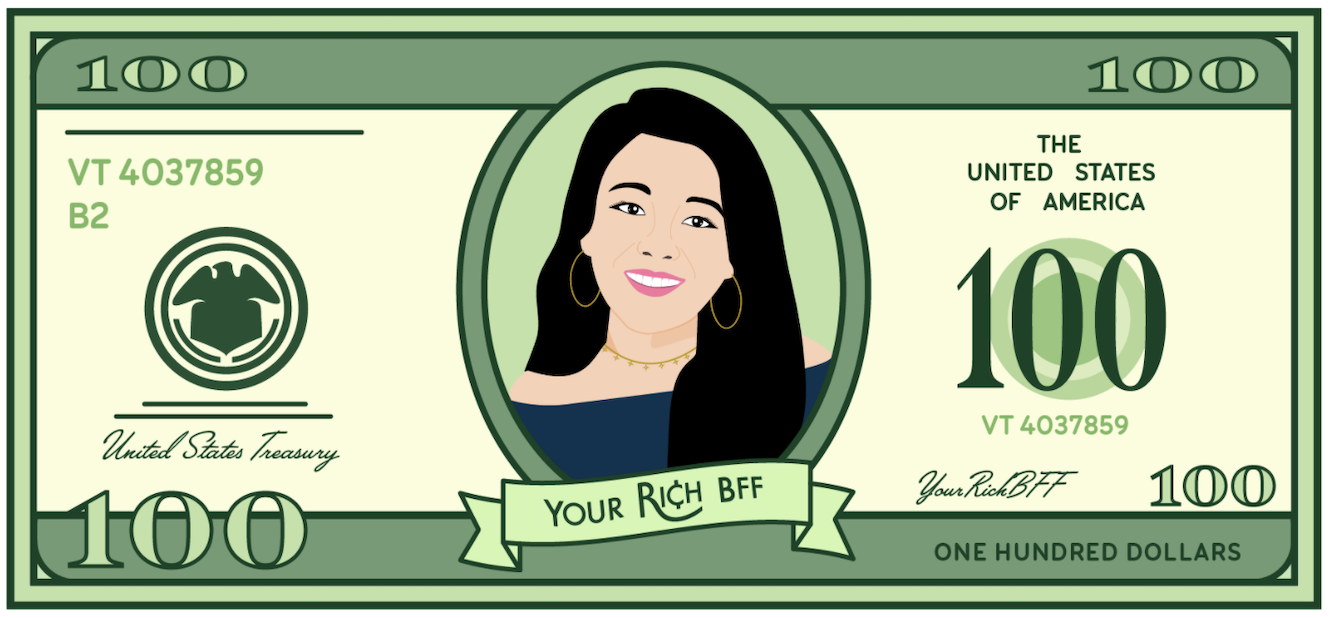 100
100
VT 4037859
B2
United States Treasury
100
YOUR RI¢H BFF
THE
UNITED STATES
OF AMERICA
100
VT 4037859
YourRichBFF
100
ONE HUNDRED DOLLARS